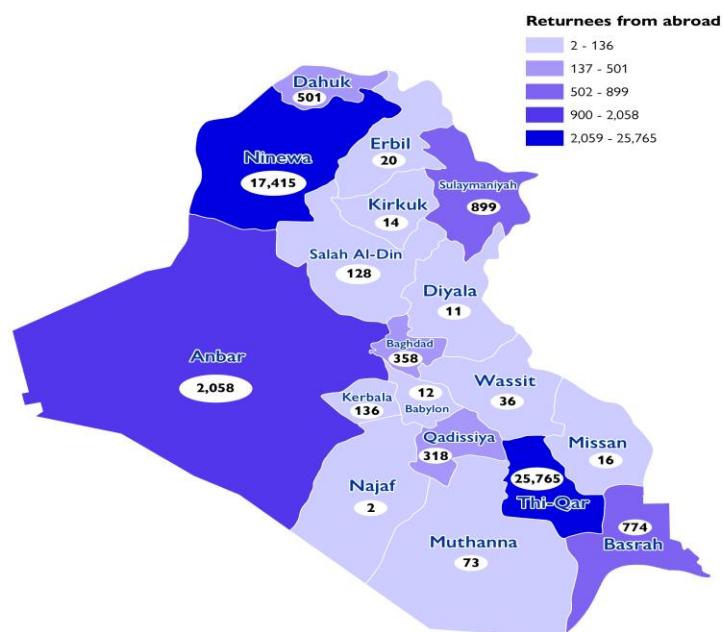 Returnees from abroad
2 - 136
137 - 501
502 - 899
900 - 2,058
2,059 - 25,765
Dahuk
501
Ninewa
17,415
Erbil
20
Sulaymaniyah
899
Kirkuk
14
Salah Al-Din
128
Diyala
11
Baghdad
358
Anbar
2,058
Wassit
36
Kerbala
136
12
Babylon
Qadissiya
318
Missan
16
25,765
Thi-Qar
Najaf
2
774
Basrah
Muthanna
73